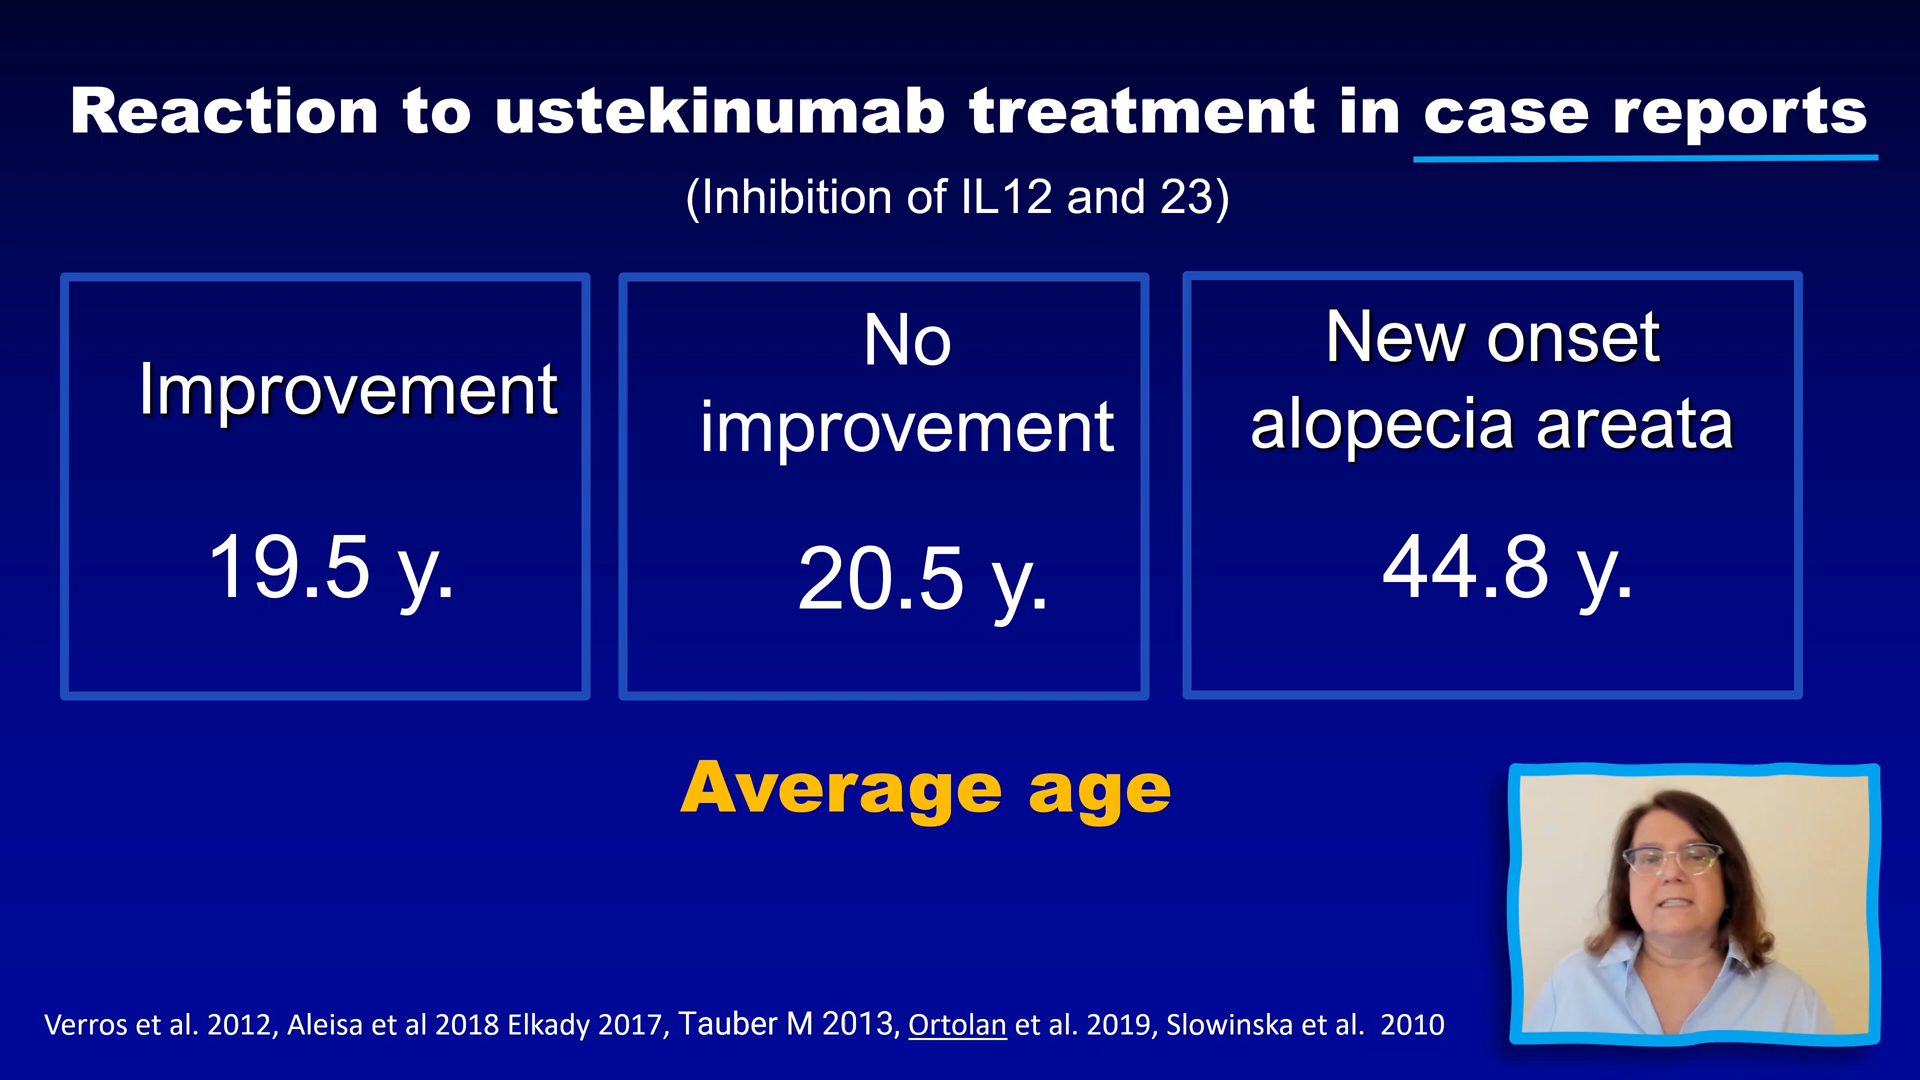 Reaction to ustekinumab treatment in case reports
(Inhibition of IL12 and 23)
Improvement
19.5 y.
No
improvement
20.5 y.
New onset
alopecia areata
44.8 y.
Average age
Verros et al. 2012, Aleisa et al 2018 Elkady 2017, Tauber M 2013, Ortolan et al. 2019, Slowinska et al. 2010